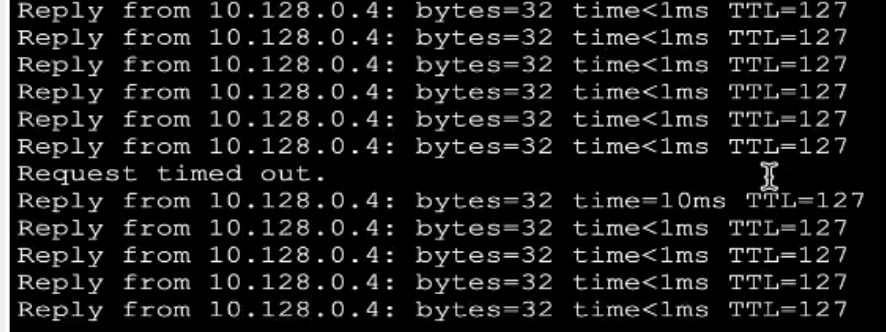 Reply from 10.128.0.4: bytes=32 time<1ms TTL=127
Reply from 10.128.0.4: bytes=32 time<1ms TTL=127
Reply from 10.128.0.4: bytes=32 time<1ms TTL=127
Reply from 10.128.0.4: bytes=32 time<1ms TTL=127
Reply from 10.128.0.4: bytes=32 time<1ms TTL=127
Reply from 10.128.0.4: bytes=32 time<1ms TTL=127
Request timed out.
Reply from 10.128.0.4: bytes=32 time=10ms TTL=127
Reply from 10.128.0.4: bytes=32 time<1ms TTL=127
Reply from 10.128.0.4: bytes=32 time<1ms TTL=127
Reply from 10.128.0.4: bytes=32 time<1ms TTL=127
Reply from 10.128.0.4: bytes=32 time<1ms TTL=127